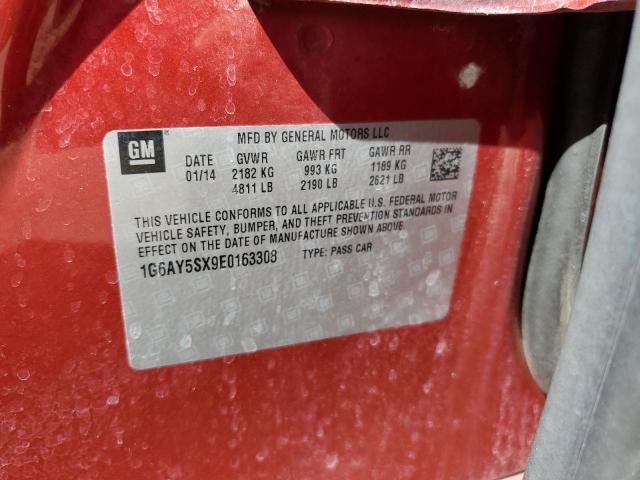 GM
MFD BY GENERAL MOTORS LLC
DATE GVWR GAWR FRT GAWR RR
01/14 2182 KG 993 KG 1189 KG
4811 LB 2190 LB 2621 LB
THIS VEHICLE CONFORMS TO ALL APPLICABLE U.S. FEDERAL MOTOR
VEHICLE SAFETY, BUMPER, AND THEFT PREVENTION STANDARDS IN
EFFECT ON THE DATE OF MANUFACTURE SHOWN ABOVE.
1G6AY5SX9E0163308 TYPE: PASS CAR